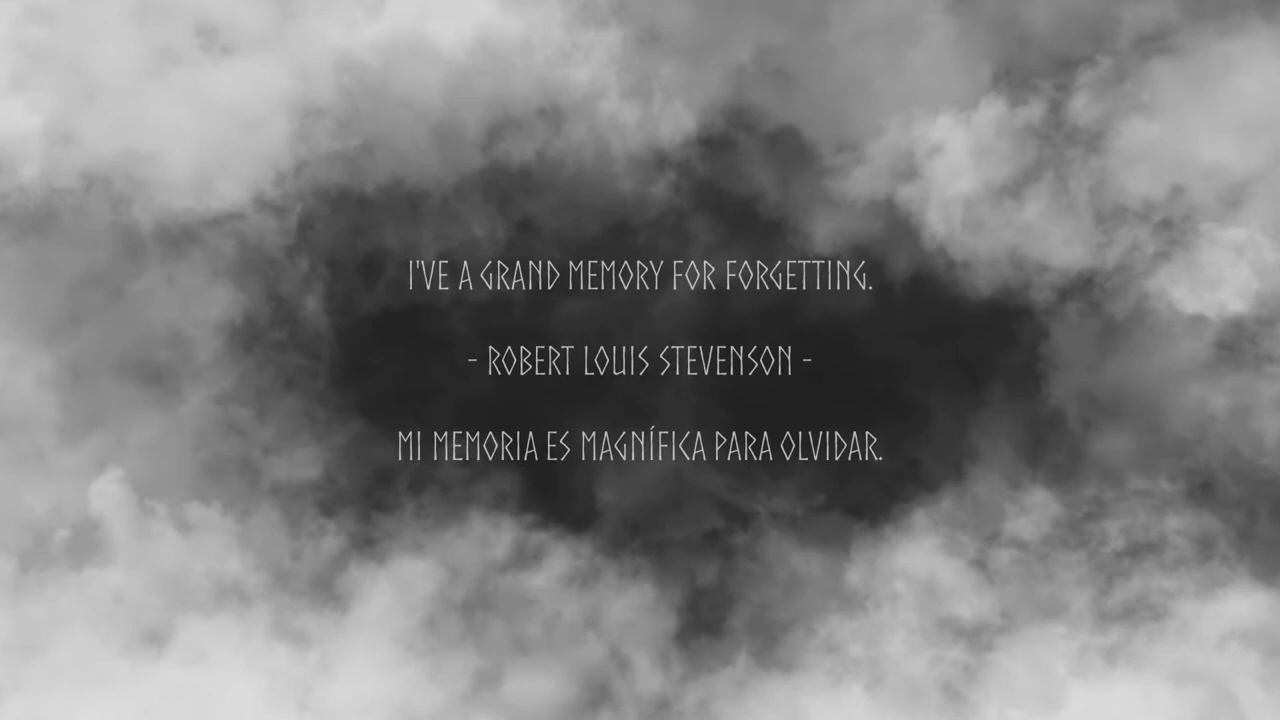 I'VE A GRAND MEMORY FOR FORGETTING.
- ROBERT LOUIS STEVENSON -
MI MEMORIA ES MAGNÍFICA PARA OLVIDAR.